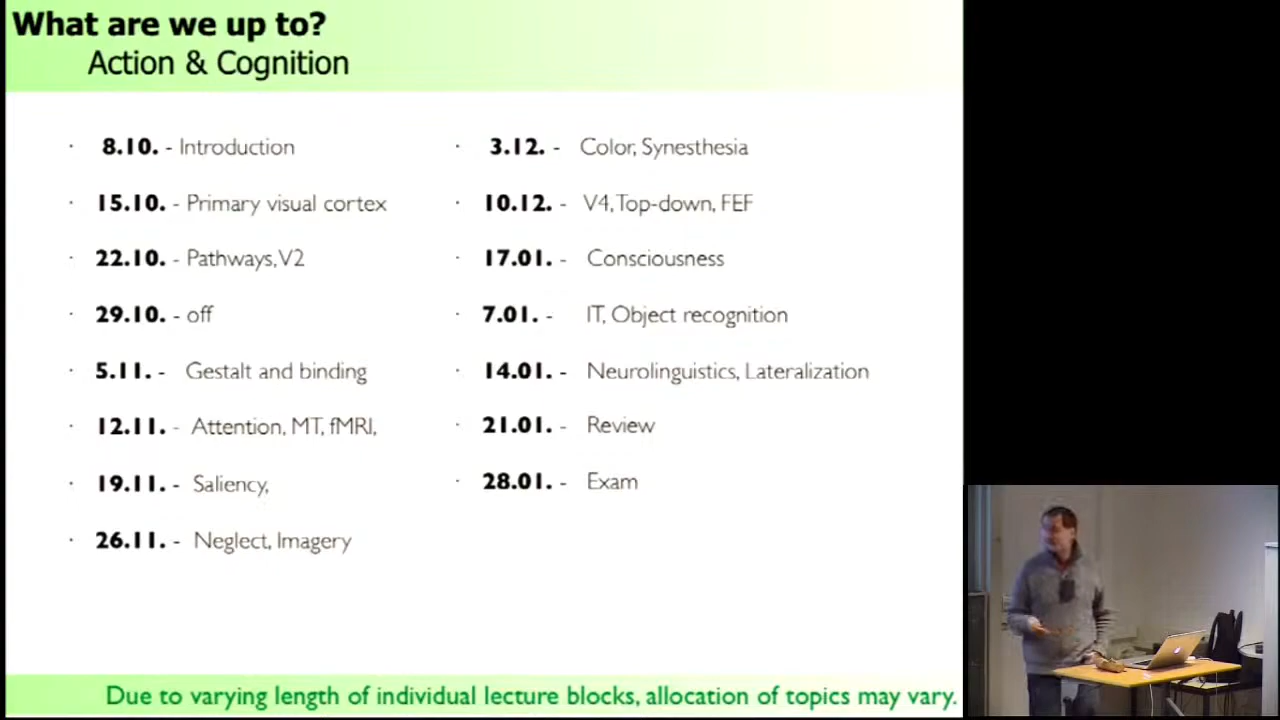 What are we up to?
Action & Cognition
· 8.10. - Introduction
· 15.10. - Primary visual cortex
· 22.10. - Pathways, V2
· 29.10. - off
· 5.11. - Gestalt and binding
· 12.11. - Attention, MT, fMRI,
· 19.11. - Saliency,
· 26.11. - Neglect, Imagery
· 3.12. - Color, Synesthesia
· 10.12. - V4, Top-down, FEF
· 17.01. - Consciousness
· 7.01. - IT, Object recognition
· 14.01. - Neurolinguistics, Lateralization
· 21.01. - Review
· 28.01. - Exam
Due to varying length of individual lecture blocks, allocation of topics may vary.